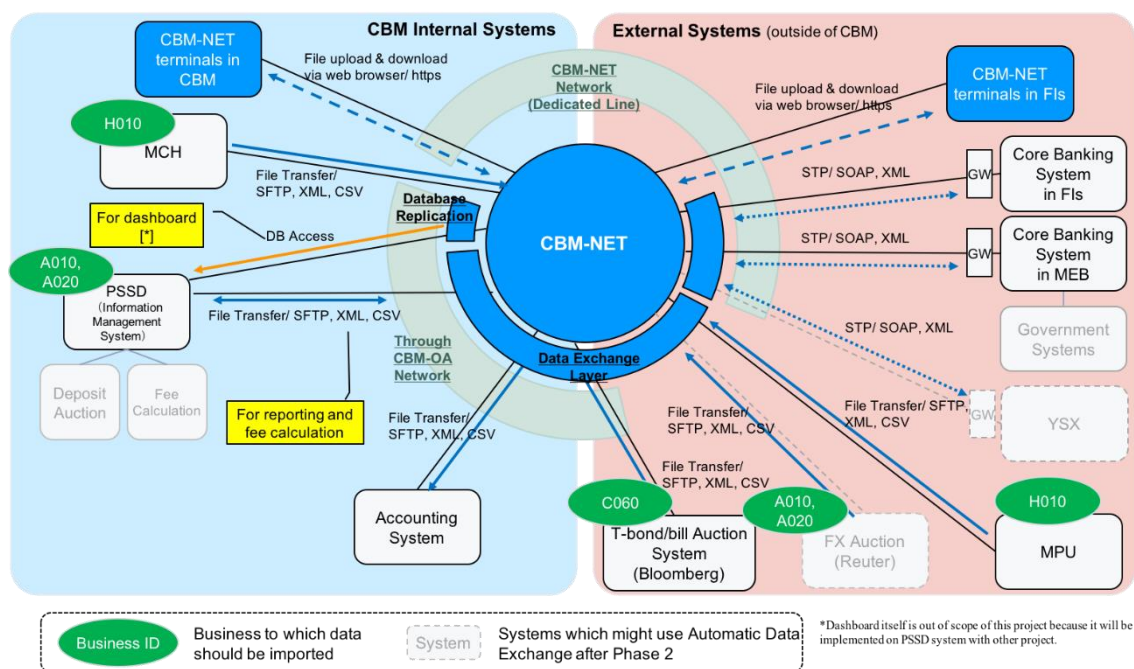 CBM Internal Systems
External Systems (outside of CBM)
CBM-NET
terminals in
CBM
File upload & download
via web browser/ https
CBM-NET
Network
(Dedicated Line)
File upload & download
via web browser/ https
CBM-NET
terminals in FIs
H010
MCH
File Transfer/
SFTP, XML, CSV
Database
Replication
CBM-NET
STP/ SOAP, XML
GW
Core Banking
System
in FIs
For dashboard
[*]
DB Access
STP/ SOAP, XML
GW
Core Banking
System
in MEB
A010,
A020
PSSD
(Information
Management
System)
File Transfer/ SFTP, XML, CSV
STP/ SOAP, XML
Government
Systems
Deposit
Auction
Fee
Calculation
Through
CBM-OA
Network
Data Exchange
Layer
For reporting and
fee calculation
File Transfer/
SFTP, XML, CSV
File Transfer/
SFTP, XML, CSV
File Transfer/ SFTP,
XML, CSV
GW
YSX
File Transfer/
SFTP, XML, CSV
Accounting
System
C060
T-bond/bill Auction
System
(Bloomberg)
A010,
A020
FX Auction
(Reuter)
H010
MPU
Business ID
Business to which data
should be imported
System
Systems which might use Automatic Data
Exchange after Phase 2
*Dashboard itself is out of scope of this project because it will be
implemented on PSSD system with other project.